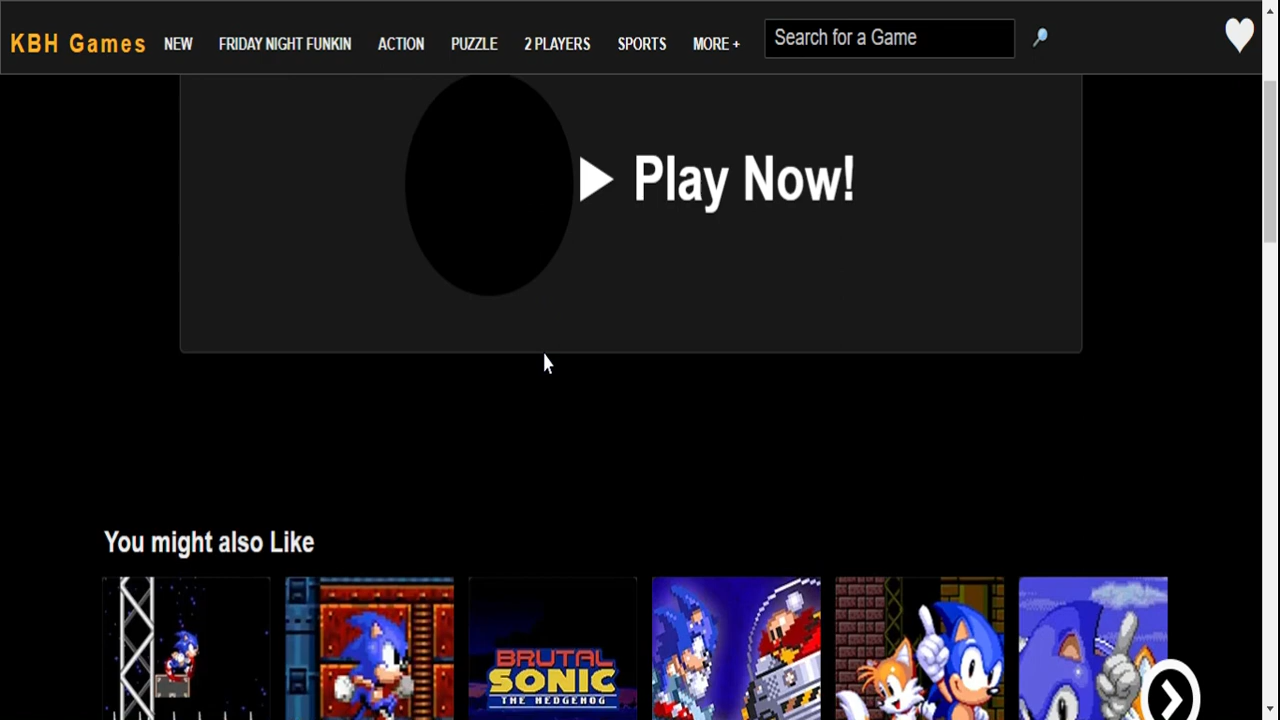 KBH Games NEW FRIDAY NIGHT FUNKIN ACTION PUZZLE 2 PLAYERS SPORTS MORE + Search for a Game
Play Now!
You might also Like
BRUTAL
SONIC
THE HEDGEHOG